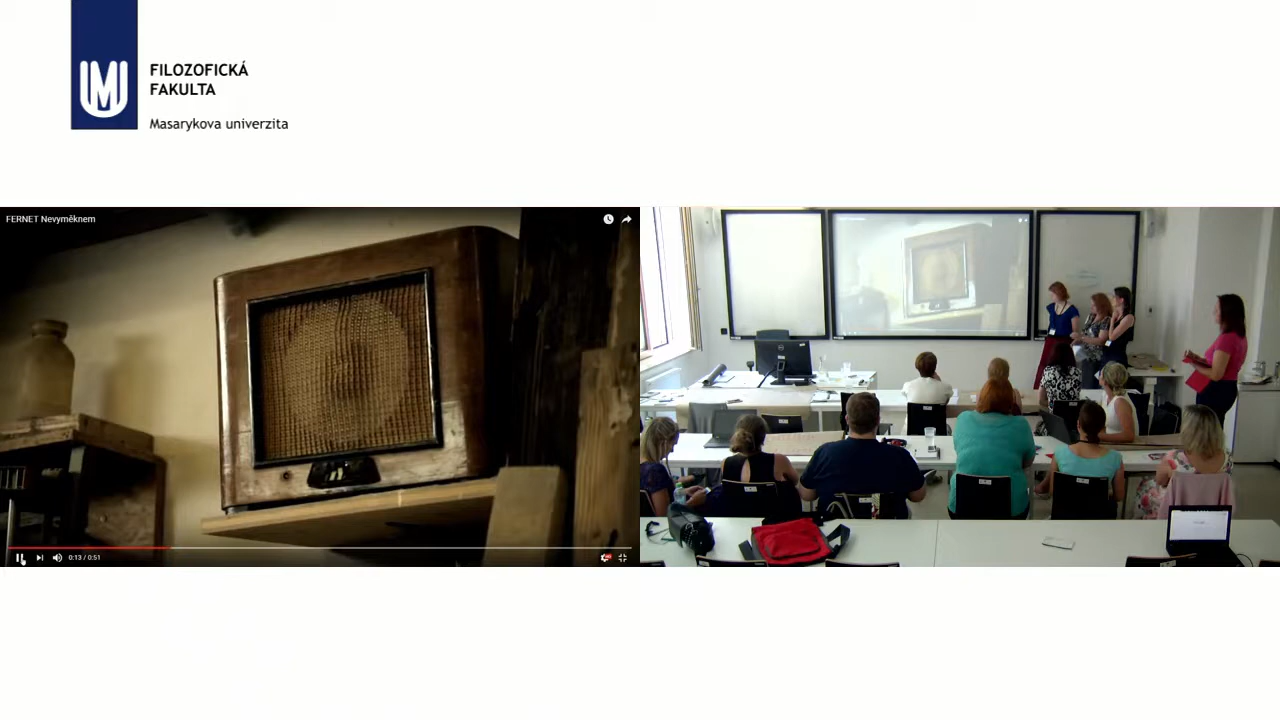 FILOZOFICKÁ
FAKULTA
Masarykova univerzita
FERNET Nevyměknem
0:13 / 0:51